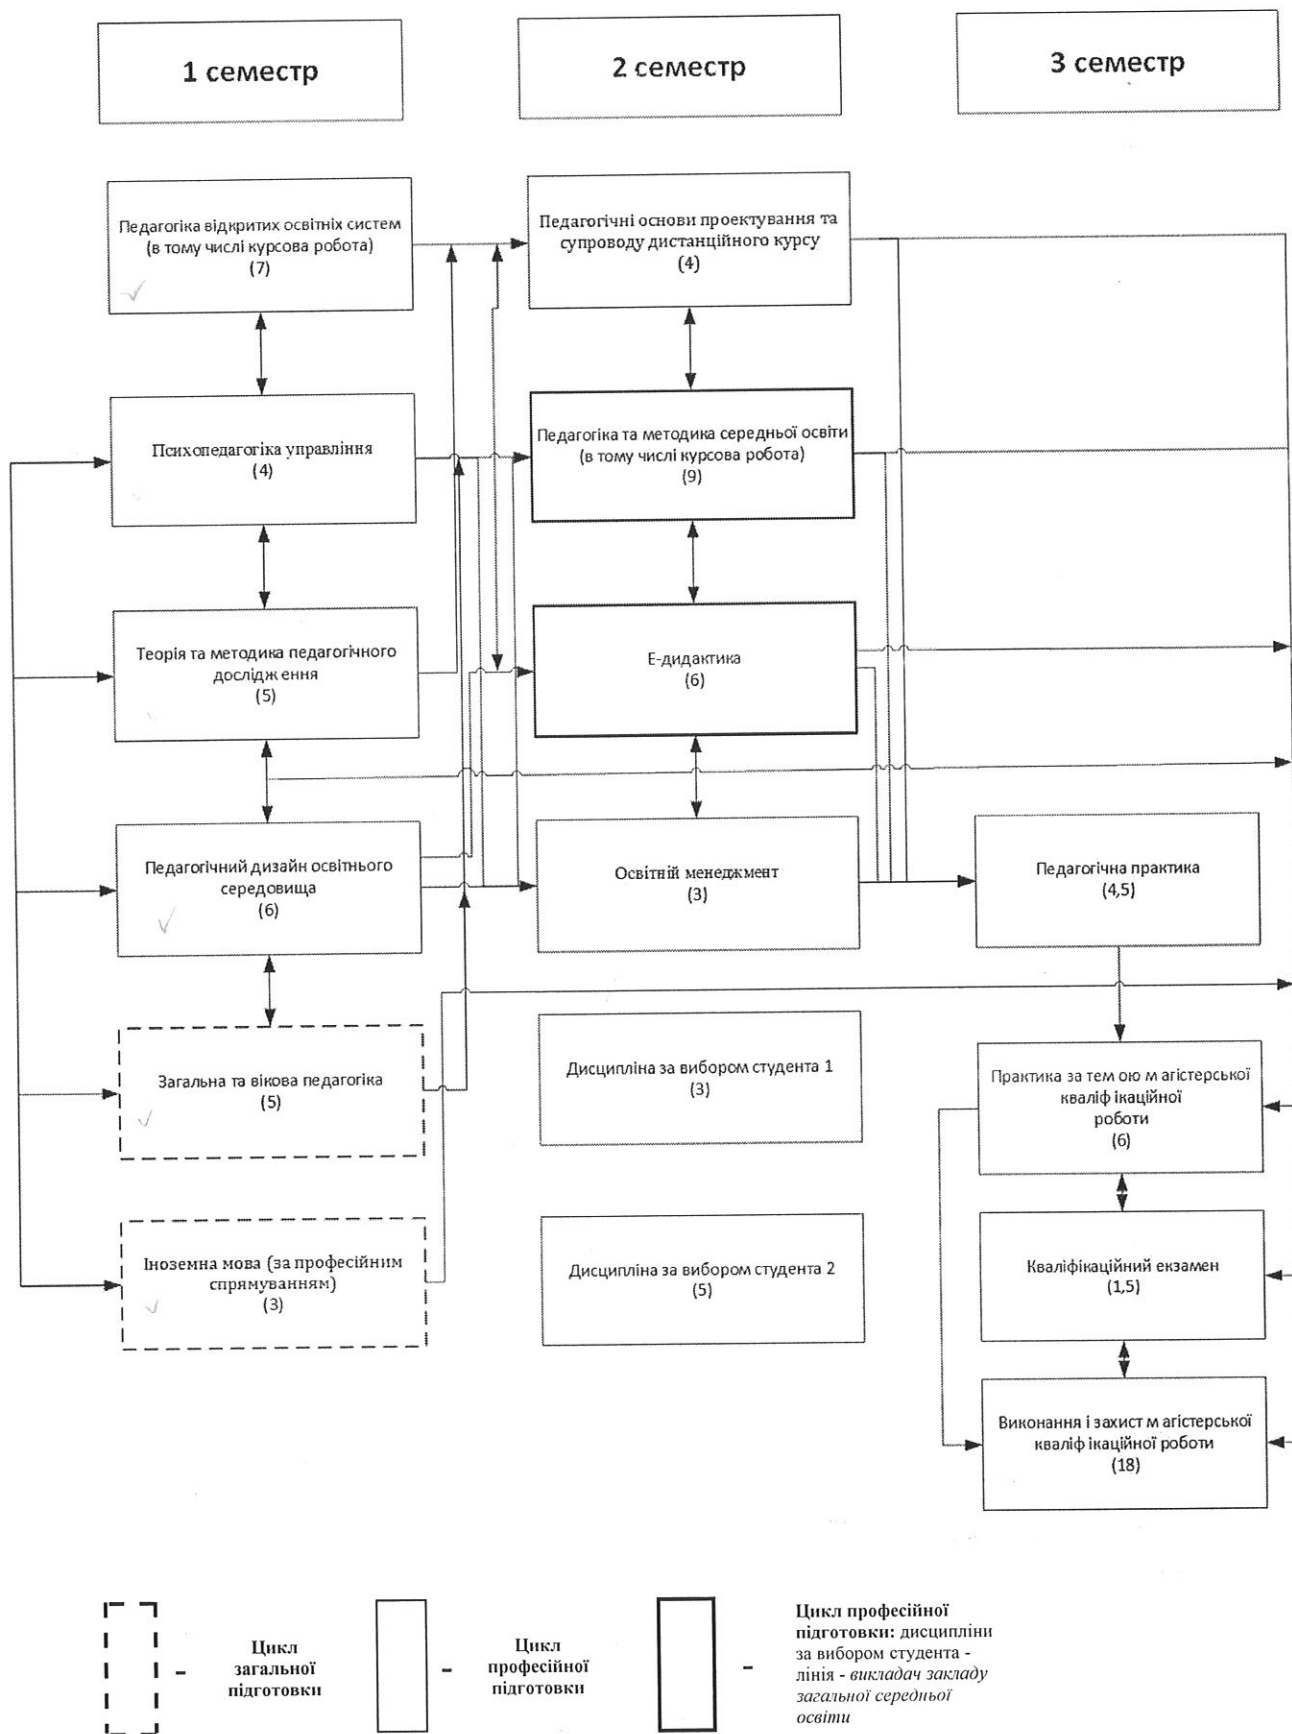 1 семестр
2 семестр
3 семестр
Педагогіка відкритих освітніх систем
(в тому числі курсова робота)
(7)
Педагогічні основи проектування та
супроводу дистанційного курсу
(4)
Психопедагогіка управління
(4)
Педагогіка та методика середньої освіти
(в тому числі курсова робота)
(9)
Теорія та методика педагогічного
дослідження
(5)
Е-дидактика
(6)
Педагогічний дизайн освітнього
середовища
(6)
Освітній менеджмент
(3)
Педагогічна практика
(4,5)
Загальна та вікова педагогіка
(5)
Дисципліна за вибором студента 1
(3)
Практика за тем ою м агістерської
кваліф ікаційної
роботи
(6)
Іноземна мова (за професійним
спрямуванням)
(3)
Дисципліна за вибором студента 2
(5)
Кваліфікаційний екзамен
(1,5)
Виконання і захист м агістерської
кваліф ікаційної роботи
(18)
- Цикл
загальної
підготовки
- Цикл
професійної
підготовки
- Цикл професійної
підготовки: дисципліни
за вибором студента -
лінія - викладач закладу
загальної середньої
освіти